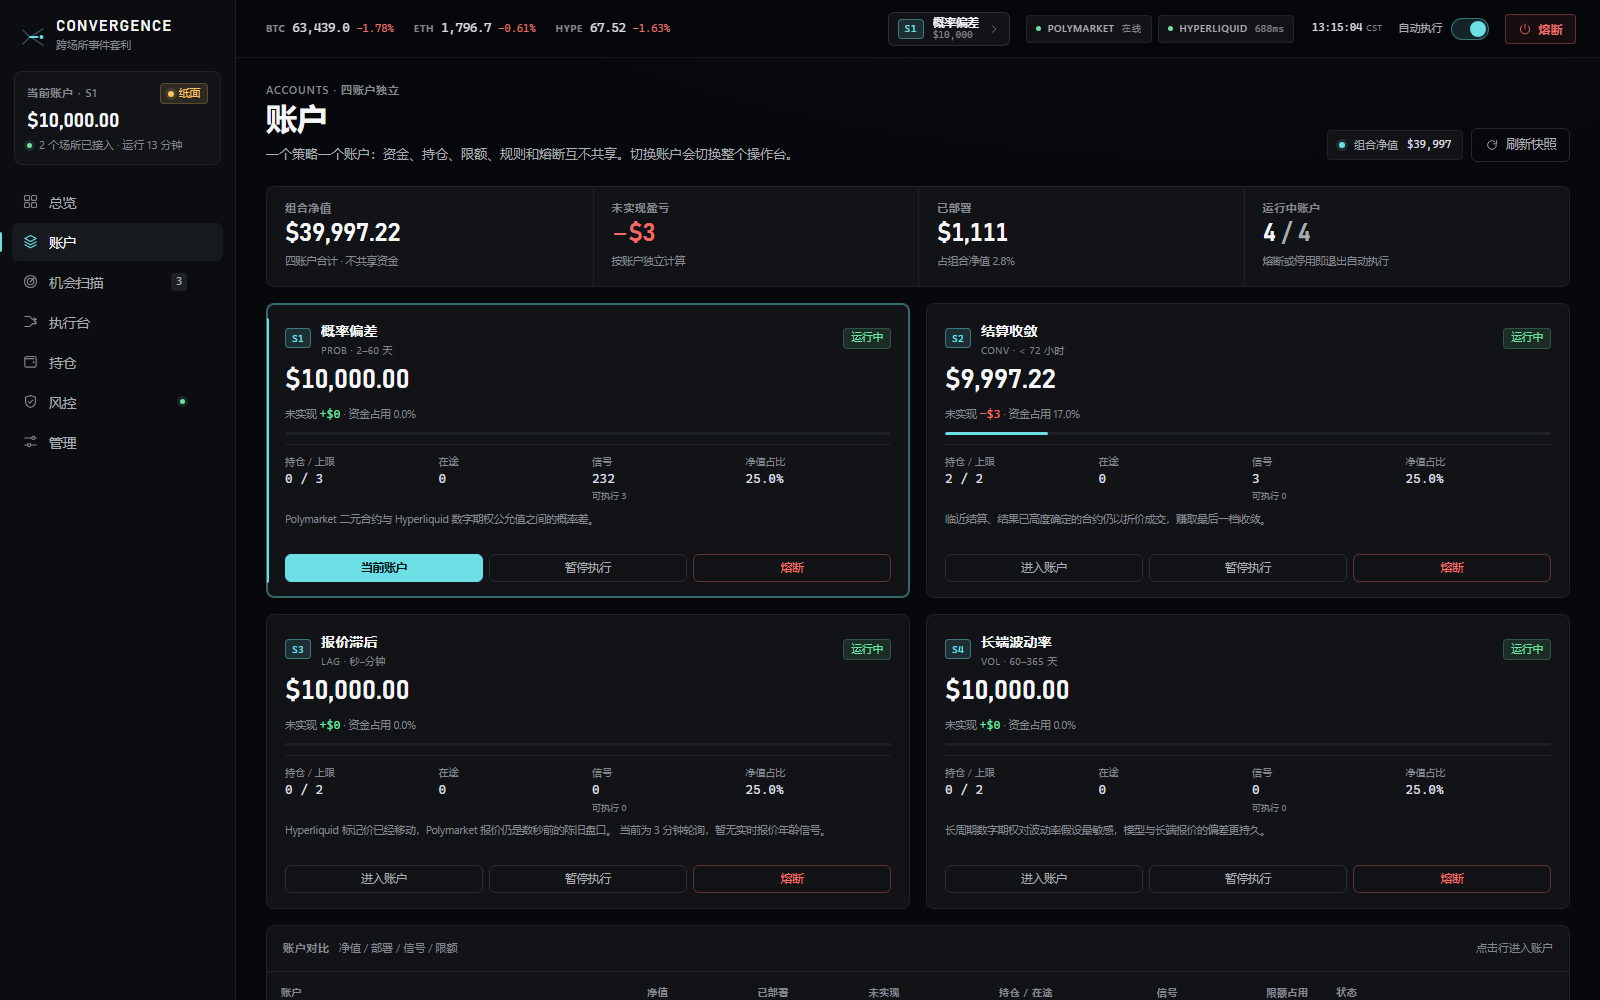 CONVERGENCE
跨场所事件套利
当前账户 · S1
纸面
$10,000.00
2 个场所已接入 · 运行 13 分钟
总览
账户
机会扫描 3
执行台
持仓
风控
管理
BTC 63,439.0 −1.78% ETH 1,796.7 −0.61% HYPE 67.52 −1.63%
S1 概率偏差
$10,000
POLYMARKET 在线
HYPERLIQUID 688ms
13:15:04 CST
自动执行
熔断
ACCOUNTS · 四账户独立
账户
一个策略一个账户：资金、持仓、限额、规则和熔断互不共享。切换账户会切换整个操作台。
组合净值 $39,997
刷新快照
组合净值
$39,997.22
四账户合计 · 不共享资金
未实现盈亏
−$3
按账户独立计算
已部署
$1,111
占组合净值 2.8%
运行中账户
4 / 4
熔断或停用即退出自动执行
S1 概率偏差
PROB · 2–60 天
运行中
$10,000.00
未实现 +$0 · 资金占用 0.0%
持仓 / 上限 在途 信号 净值占比
0 / 3 0 232 25.0%
可执行 3
Polymarket 二元合约与 Hyperliquid 数字期权公允值之间的概率差。
当前账户 暂停执行 熔断
S2 结算收敛
CONV · < 72 小时
运行中
$9,997.22
未实现 −$3 · 资金占用 17.0%
持仓 / 上限 在途 信号 净值占比
2 / 2 0 3 25.0%
可执行 0
临近结算、结果已高度确定的合约仍以折价成交，赚取最后一档收敛。
进入账户 暂停执行 熔断
S3 报价滞后
LAG · 秒–分钟
运行中
$10,000.00
未实现 +$0 · 资金占用 0.0%
持仓 / 上限 在途 信号 净值占比
0 / 2 0 0 25.0%
可执行 0
Hyperliquid 标记价已经移动，Polymarket 报价仍是数秒前的陈旧盘口。 当前为 3 分钟轮询，暂无实时报价年龄信号。
进入账户 暂停执行 熔断
S4 长端波动率
VOL · 60–365 天
运行中
$10,000.00
未实现 +$0 · 资金占用 0.0%
持仓 / 上限 在途 信号 净值占比
0 / 2 0 0 25.0%
可执行 0
长周期数字期权对波动率假设最敏感，模型与长端报价的偏差更持久。
进入账户 暂停执行 熔断
账户对比 净值 / 部署 / 信号 / 限额
点击行进入账户
账户 净值 已部署 未实现 持仓 / 在途 信号 限额占用 状态